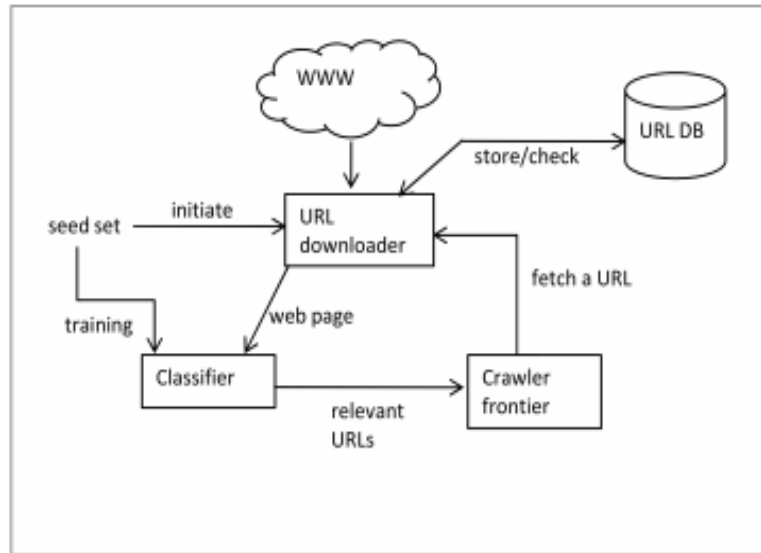 WWW
URL DB
store/check
initiate
URL
downloader
seed set
fetch a URL
web page
training
Classifier
Crawler
frontier
relevant
URLs